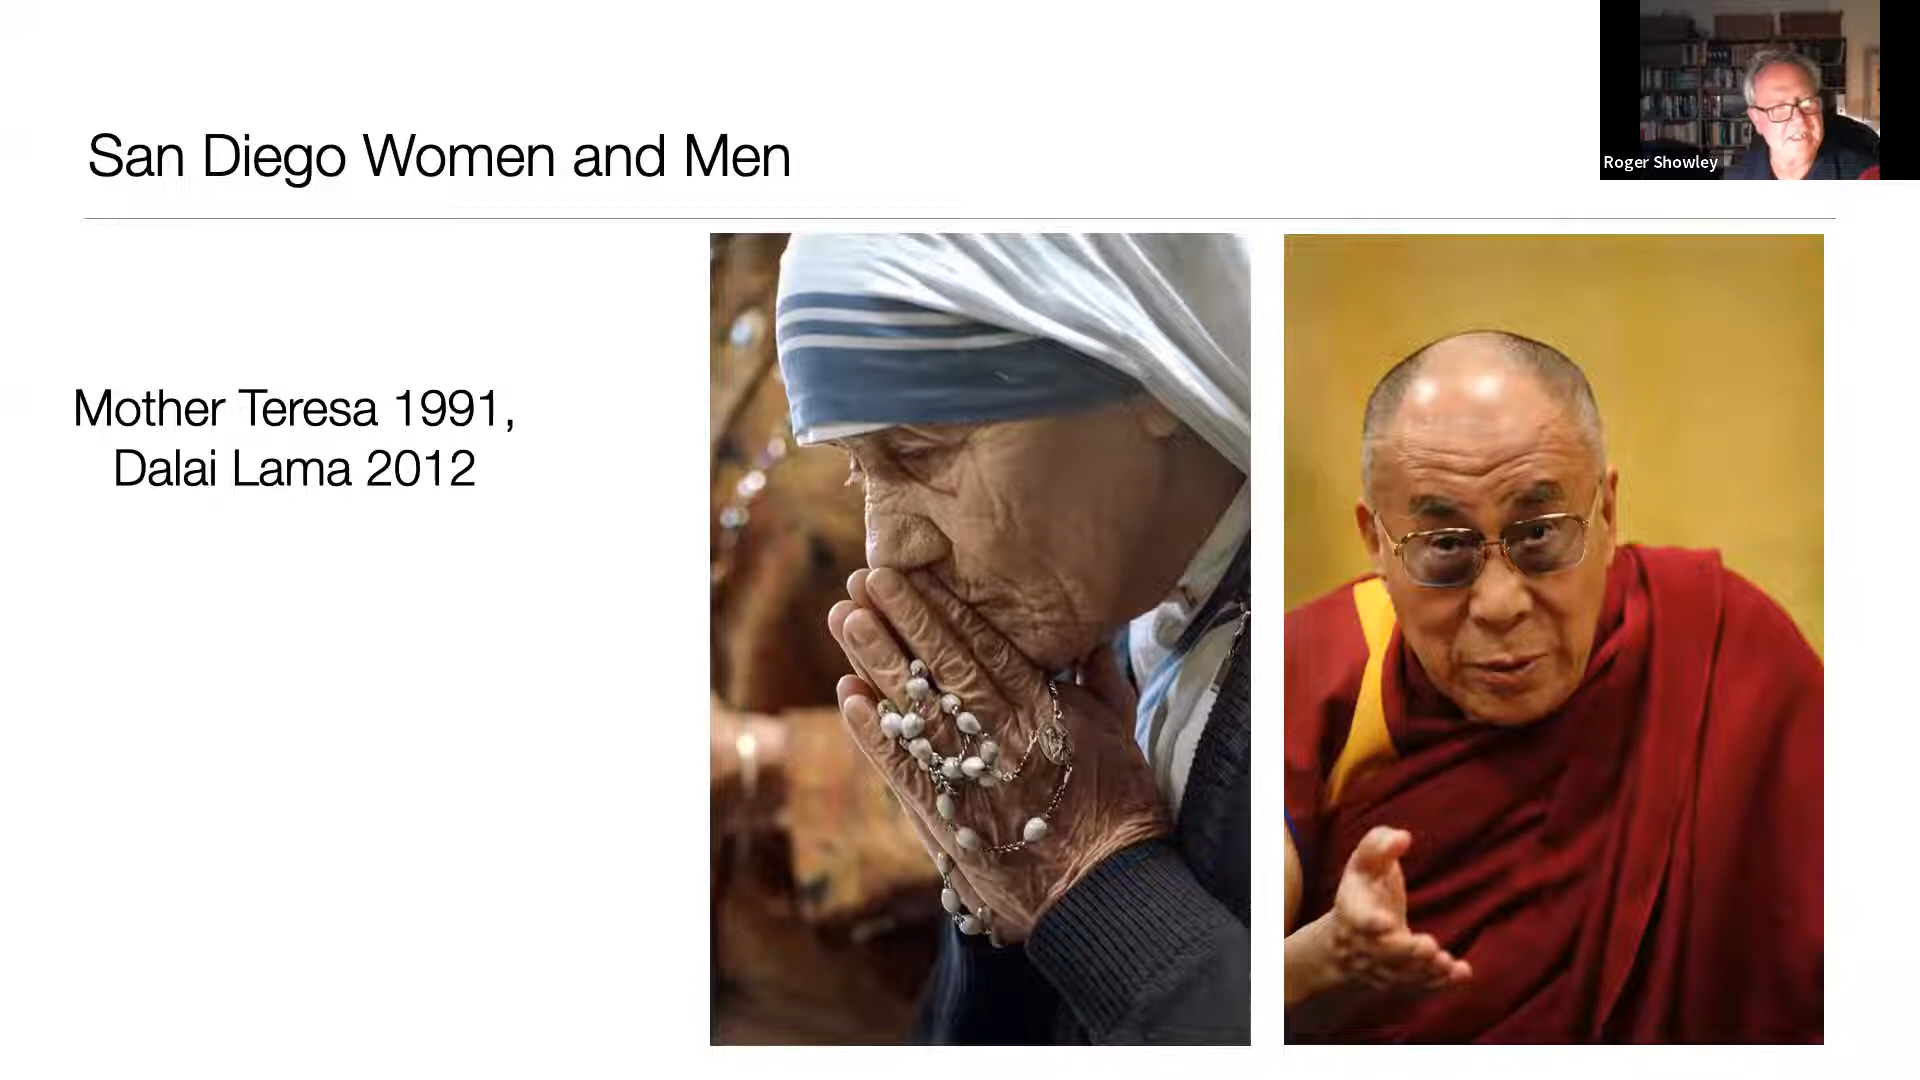 San Diego Women and Men
Roger Showley
Mother Teresa 1991,
Dalai Lama 2012